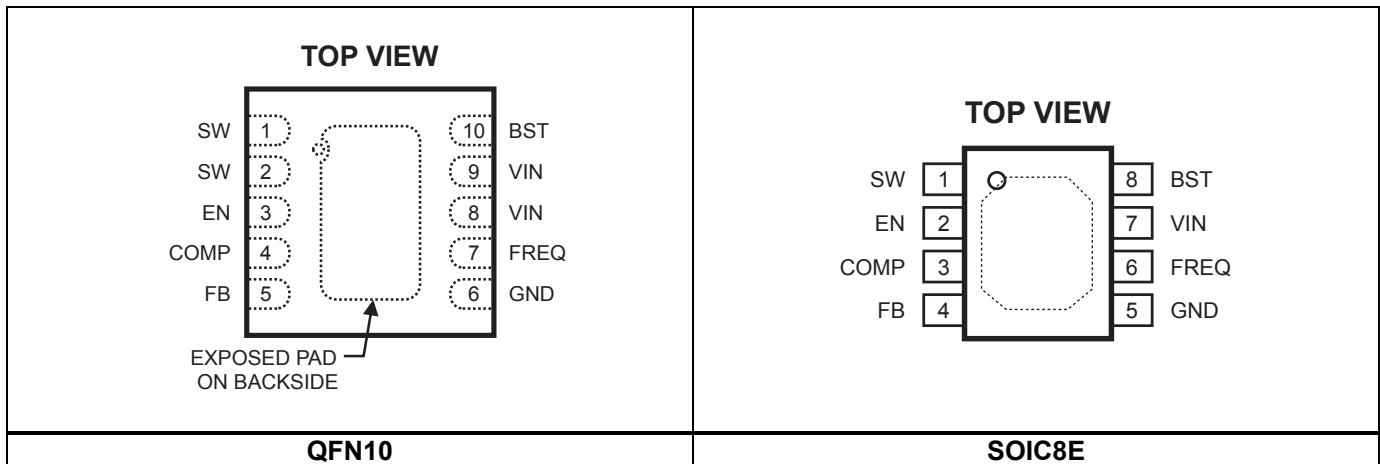 TOP VIEW
SW 1 10 BST
SW 2 9 VIN
EN 3 8 VIN
COMP 4 7 FREQ
FB 5 6 GND
EXPOSED PAD
ON BACKSIDE
QFN10
TOP VIEW
SW 1 8 BST
EN 2 7 VIN
COMP 3 6 FREQ
FB 4 5 GND
SOIC8E